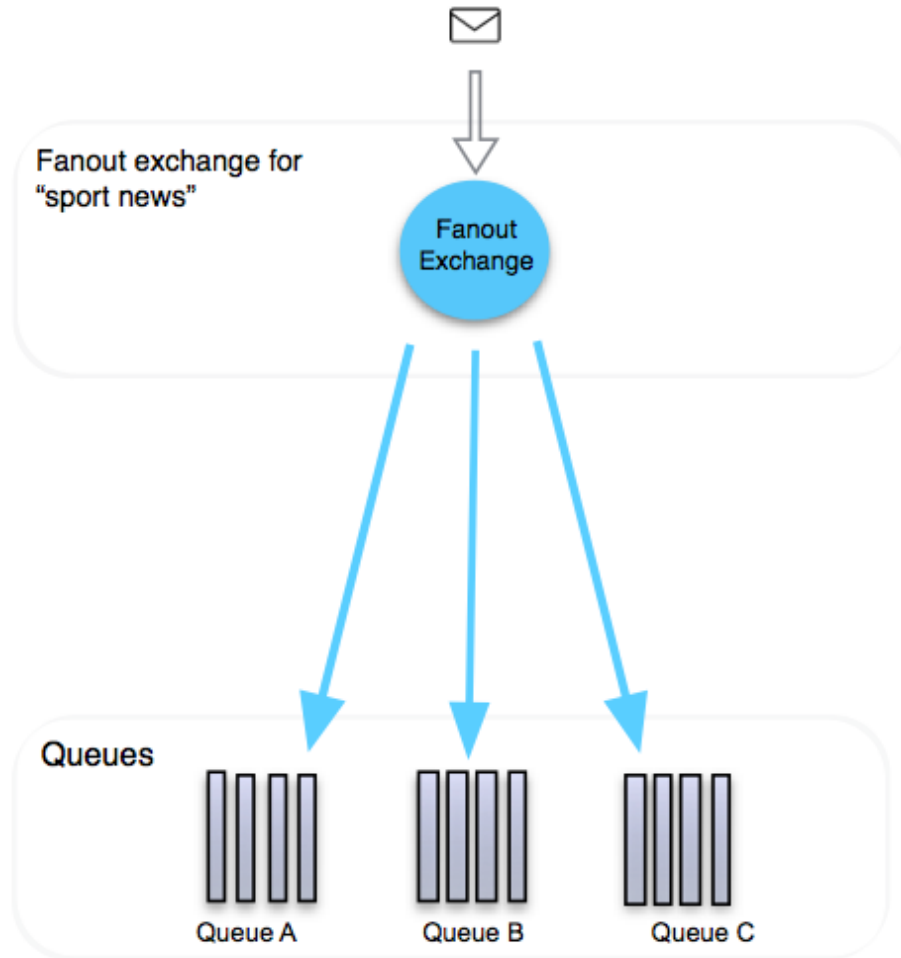 Fanout exchange for
“sport news”
Fanout
Exchange
Queues
Queue A
Queue B
Queue C